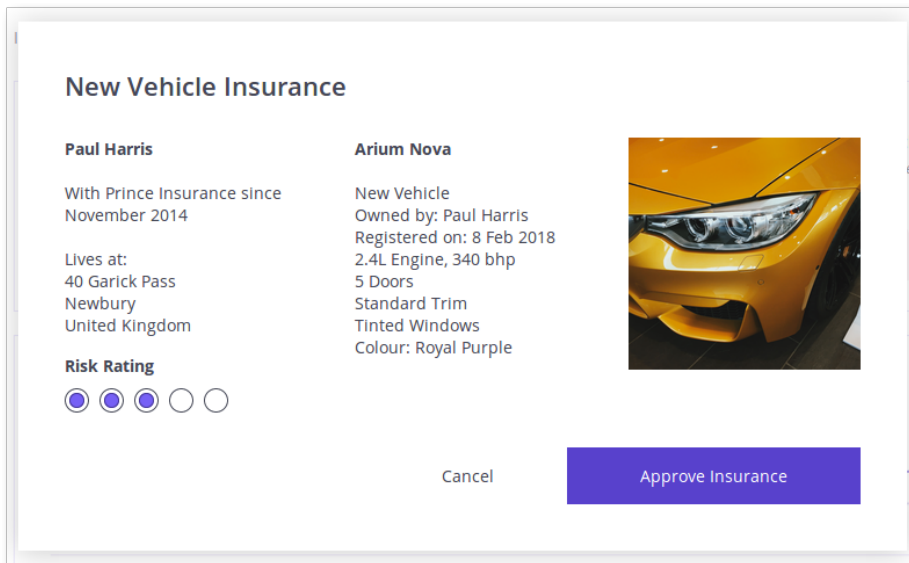 New Vehicle Insurance
Paul Harris
With Prince Insurance since
November 2014
Lives at:
40 Garick Pass
Newbury
United Kingdom
Risk Rating
Arium Nova
New Vehicle
Owned by: Paul Harris
Registered on: 8 Feb 2018
2.4L Engine, 340 bhp
5 Doors
Standard Trim
Tinted Windows
Colour: Royal Purple
Cancel
Approve Insurance